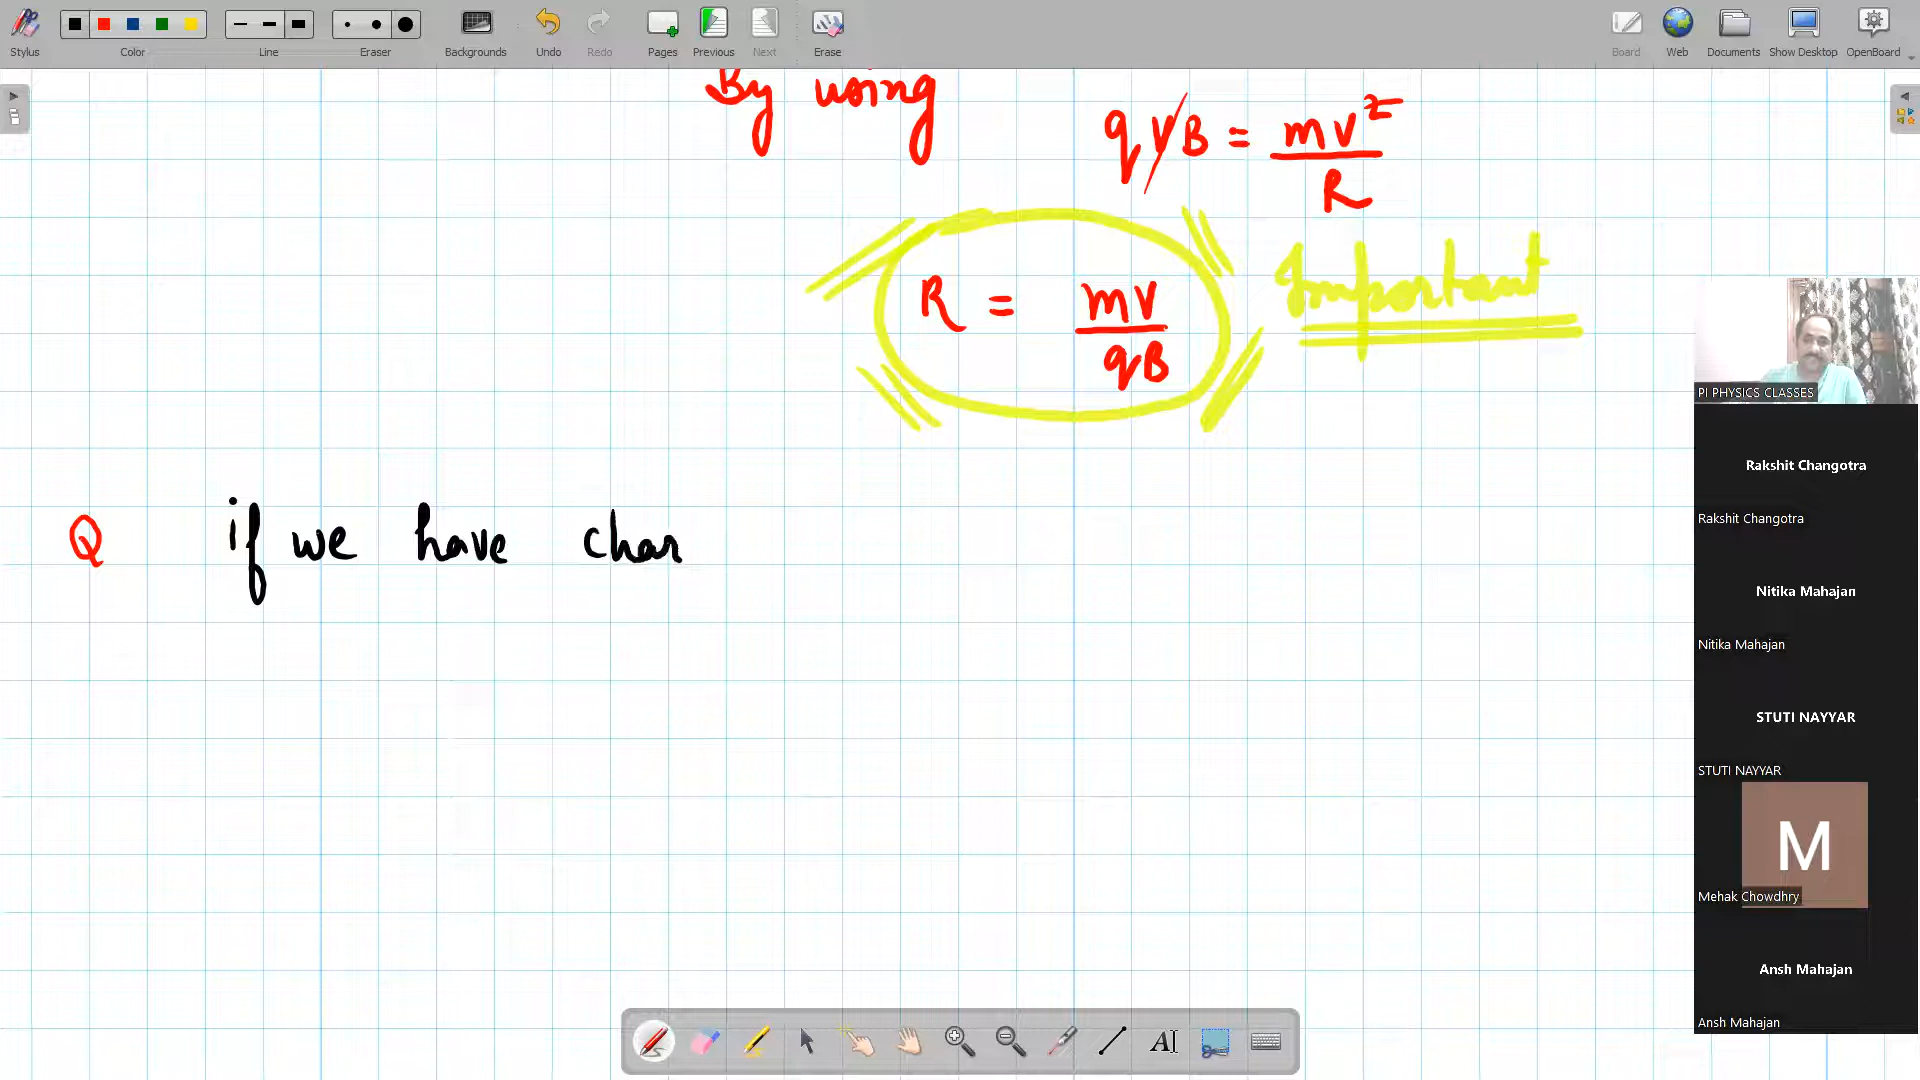 Stylus
Color
Line
Eraser
Backgrounds
Undo
Redo
Pages
Previous
Next
Erase
Board
Web
Documents
Show Desktop
OpenBoard
By using
qvB = mv²/R
R = mv/qB
Important
Q if we have char
PI PHYSICS CLASSES
Rakshit Changotra
Rakshit Changotra
Nitika Mahajan
Nitika Mahajan
STUTI NAYYAR
STUTI NAYYAR
M
Mehak Chowdhry
Ansh Mahajan
Ansh Mahajan